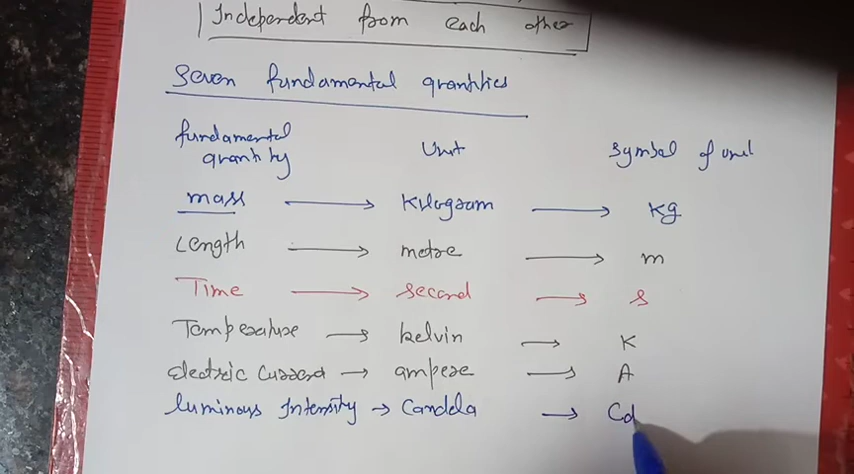 Independent from each other
Seven fundamental quantities
fundamental quantity Unit Symbol of unit
mass → Kilogram → Kg
Length → metre → m
Time → second → s
Temperature → kelvin → K
electric current → ampere → A
luminous Intensity → Candela → Cd